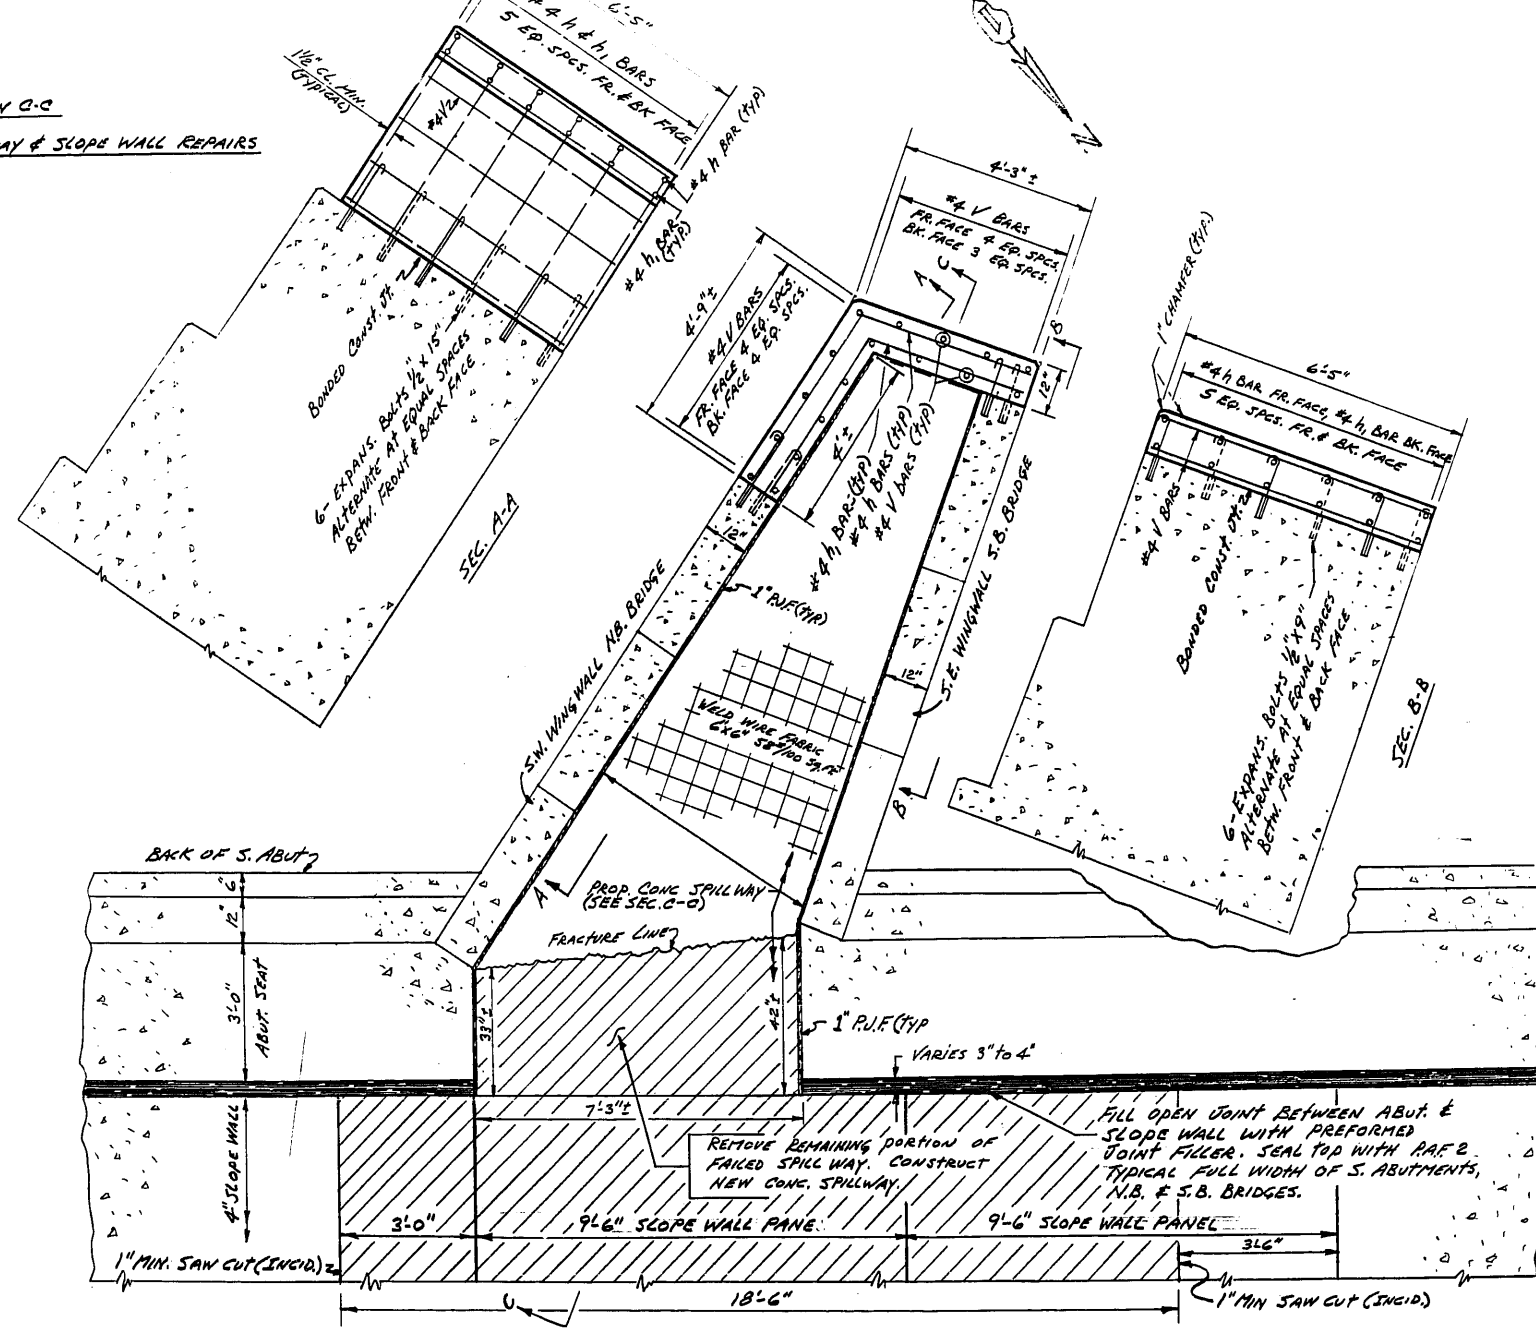 N C-C
AY & SLOPE WALL REPAIRS
6'-5"
#4 h & h, BARS
5 EQ. SPCS. FR. & BK FACE
1½" CL. MIN.
(TYPICAL)
#4 h BAR (TYP)
#4 h, BAR
(TYP.)
BONDED CONST. JT.
6- EXPANS. BOLTS ½" X 15"
ALTERNATE AT EQUAL SPACES
BETW. FRONT & BACK FACE
SEC. A-A
N
4'-3"±
#4 V BARS
FR. FACE 4 EQ. SPCS.
BK. FACE 3 EQ. SPCS.
A
C
B
12"
4'-9"±
#4 V BARS
FR. FACE 4 EQ. SPCS.
BK. FACE 4 EQ. SPCS.
4'±
#4 h, BAR (TYP)
#4 h BARS (TYP)
#4 V BARS (TYP)
12"
1" P.J.F. (TYP)
S.W. WINGWALL N.B. BRIDGE
S.E. WINGWALL S.B. BRIDGE
12"
WELD WIRE FABRIC
6"X6" 58#/100 SQ.FT
B
A
1" CHAMFER (TYP.)
6'-5"
#4 h BAR FR. FACE, #4 h, BAR BK. FACE
5 EQ. SPCS. FR. & BK. FACE
#4 V BARS
BONDED CONST. JT.
6- EXPANS. BOLTS ½" X 9"
ALTERNATE AT EQUAL SPACES
BETW. FRONT & BACK FACE
SEC. B-B
BACK OF S. ABUT
6"
12"
3'-0"
ABUT. SEAT
4" SLOPE WALL
PROP. CONC SPILLWAY
(SEE SEC. C-C)
FRACTURE LINE
33"±
42"±
1" P.J.F (TYP
VARIES 3" to 4"
7'-3"±
REMOVE REMAINING PORTION OF
FAILED SPILLWAY. CONSTRUCT
NEW CONC. SPILLWAY.
FILL OPEN JOINT BETWEEN ABUT. &
SLOPE WALL WITH PREFORMED
JOINT FILLER. SEAL TOP WITH P.A.F. 2
TYPICAL FULL WIDTH OF S. ABUTMENTS,
N.B. & S.B. BRIDGES.
3'-0"
9'-6" SLOPE WALL PANEL
9'-6" SLOPE WALL PANEL
3'-6"
1" MIN. SAW CUT (INCID.)
18'-6"
C
1" MIN SAW CUT (INCID.)